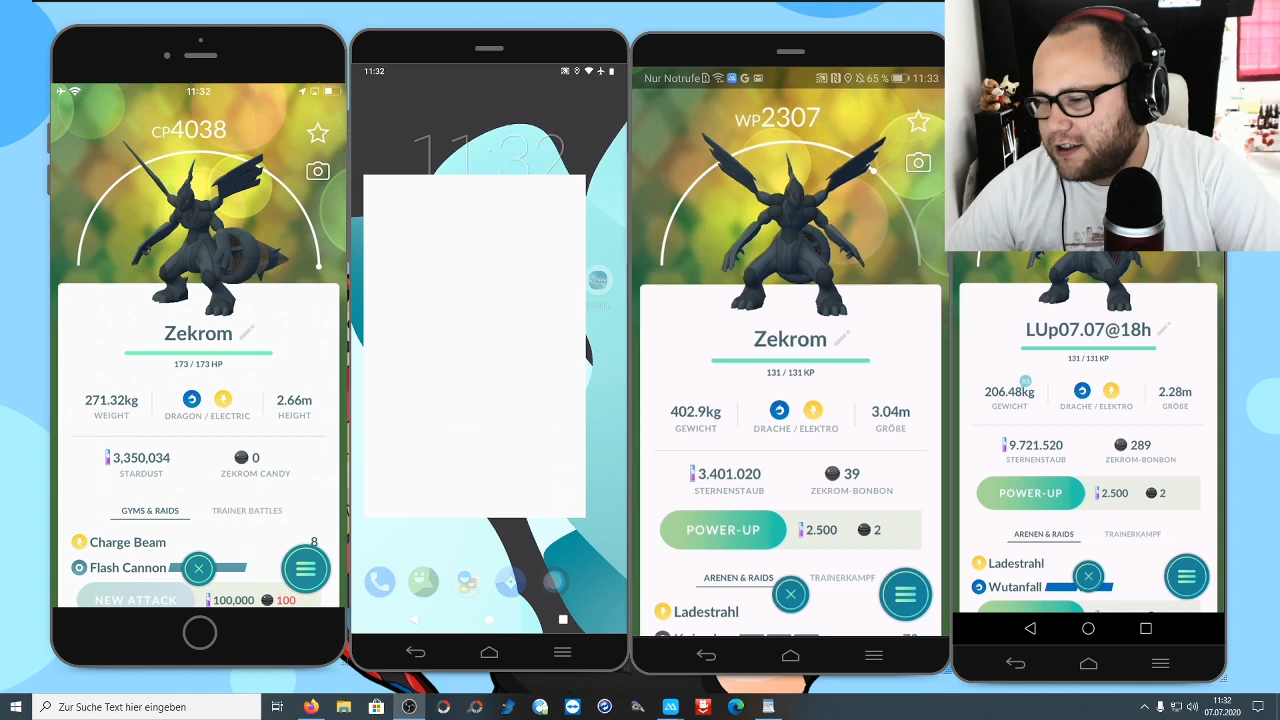 11:32
CP4038
Zekrom
173 / 173 HP
271.32kg
WEIGHT
DRAGON / ELECTRIC
2.66m
HEIGHT
3,350,034
STARDUST
0
ZEKROM CANDY
GYMS & RAIDS
TRAINER BATTLES
Charge Beam
8
Flash Cannon
NEW ATTACK
100,000
100
11:32
11:32
Nur Notrufe
65 %
11:33
WP2307
Zekrom
131 / 131 KP
402.9kg
GEWICHT
DRACHE / ELEKTRO
3.04m
GRÖßE
3.401.020
STERNENSTAUB
39
ZEKROM-BONBON
POWER-UP
2.500
2
ARENEN & RAIDS
TRAINERKAMPF
Ladestrahl
LUp07.07@18h
131 / 131 KP
XS
206.48kg
GEWICHT
DRACHE / ELEKTRO
2.28m
GRÖßE
9.721.520
STERNENSTAUB
289
ZEKROM-BONBON
POWER-UP
2.500
2
ARENEN & RAIDS
TRAINERKAMPF
Ladestrahl
Wutanfall
Zur Suche Text hier eingeben
11:32
07.07.2020